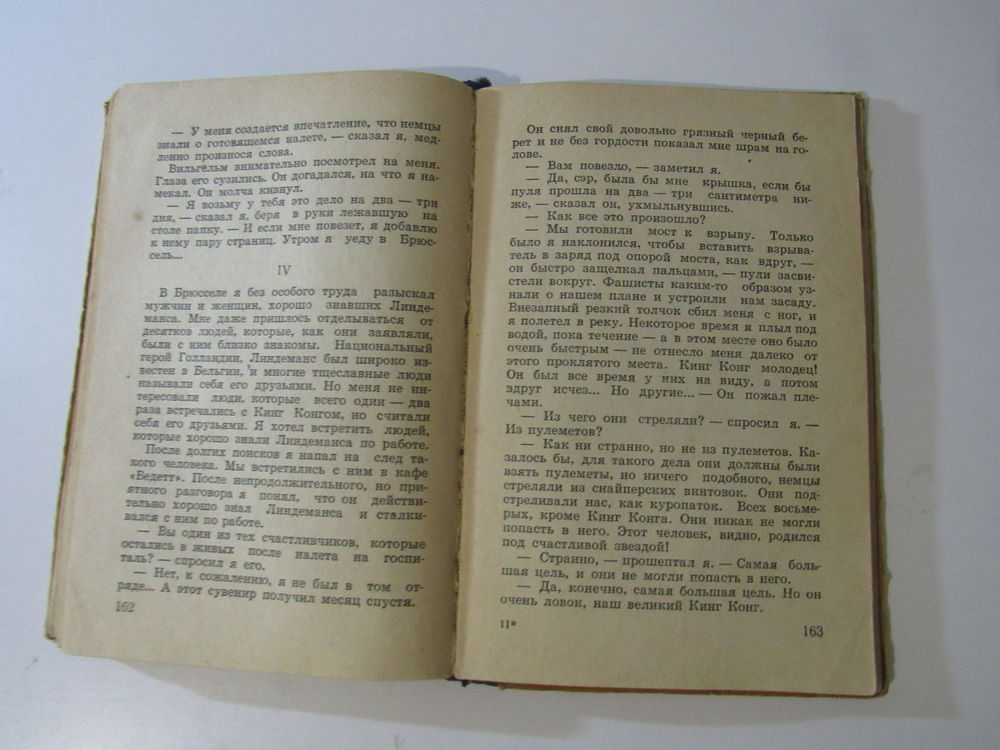 — У меня создается впечатление, что немцы
знали о готовящемся налете, — сказал я, мед-
ленно произнося слова.
Вильгельм внимательно посмотрел на меня.
Глаза его сузились. Он догадался, на что я на-
мекал. Он молча кивнул.
— Я возьму у тебя это дело на два — три
дня, — сказал я, беря в руки лежавшую на
столе папку. — И если мне повезет, я добавлю
к нему пару страниц. Утром я уеду в Брюс-
сель...
IV
В Брюсселе я без особого труда разыскал
мужчин и женщин, хорошо знавших Линде-
манса. Мне даже пришлось отделываться от
десятков людей, которые, как они заявляли,
были с ним близко знакомы. Национальный
герой Голландии, Линдеманс был широко из-
вестен в Бельгии, и многие тщеславные люди
называли себя его друзьями. Но меня не ин-
тересовали люди, которые всего один — два
раза встречались с Кинг Конгом, но считали
себя его друзьями. Я хотел встретить людей,
которые хорошо знали Линдеманса по работе.
После долгих поисков я напал на след та-
кого человека. Мы встретились с ним в кафе
«Ведетт». После непродолжительного, но при-
ятного разговора я понял, что он действи-
тельно хорошо знал Линдеманса и сталки-
вался с ним по работе.
— Вы один из тех счастливчиков, которые
остались в живых после налета на госпи-
таль? — спросил я его.
— Нет, к сожалению, я не был в том от-
ряде... А этот сувенир получил месяц спустя.
162
Он снял свой довольно грязный черный бе-
рет и не без гордости показал мне шрам на го-
лове.
— Вам повезло, — заметил я.
— Да, сэр, была бы мне крышка, если бы
пуля прошла на два — три сантиметра ни-
же, — сказал он, ухмыльнувшись.
— Как все это произошло?
— Мы готовили мост к взрыву. Только
было я наклонился, чтобы вставить взрыва-
тель в заряд под опорой моста, как вдруг, —
он быстро защелкал пальцами, — пули засви-
стели вокруг. Фашисты каким-то образом уз-
нали о нашем плане и устроили нам засаду.
Внезапный резкий толчок сбил меня с ног, и
я полетел в реку. Некоторое время я плыл под
водой, пока течение — а в этом месте оно было
очень быстрым — не отнесло меня далеко от
этого проклятого места. Кинг Конг молодец!
Он был все время у них на виду, а потом
вдруг исчез... Но другие... — Он пожал пле-
чами.
— Из чего они стреляли? — спросил я. —
Из пулеметов?
— Как ни странно, но не из пулеметов. Ка-
залось бы, для такого дела они должны были
взять пулеметы, но ничего подобного, немцы
стреляли из снайперских винтовок. Они под-
стреливали нас, как куропаток. Всех восьме-
рых, кроме Кинг Конга. Они никак не могли
попасть в него. Этот человек, видно, родился
под счастливой звездой!
— Странно, — прошептал я. — Самая боль-
шая цель, и они не могли попасть в него.
— Да, конечно, самая большая цель. Но он
очень ловок, наш великий Кинг Конг.
11*
163